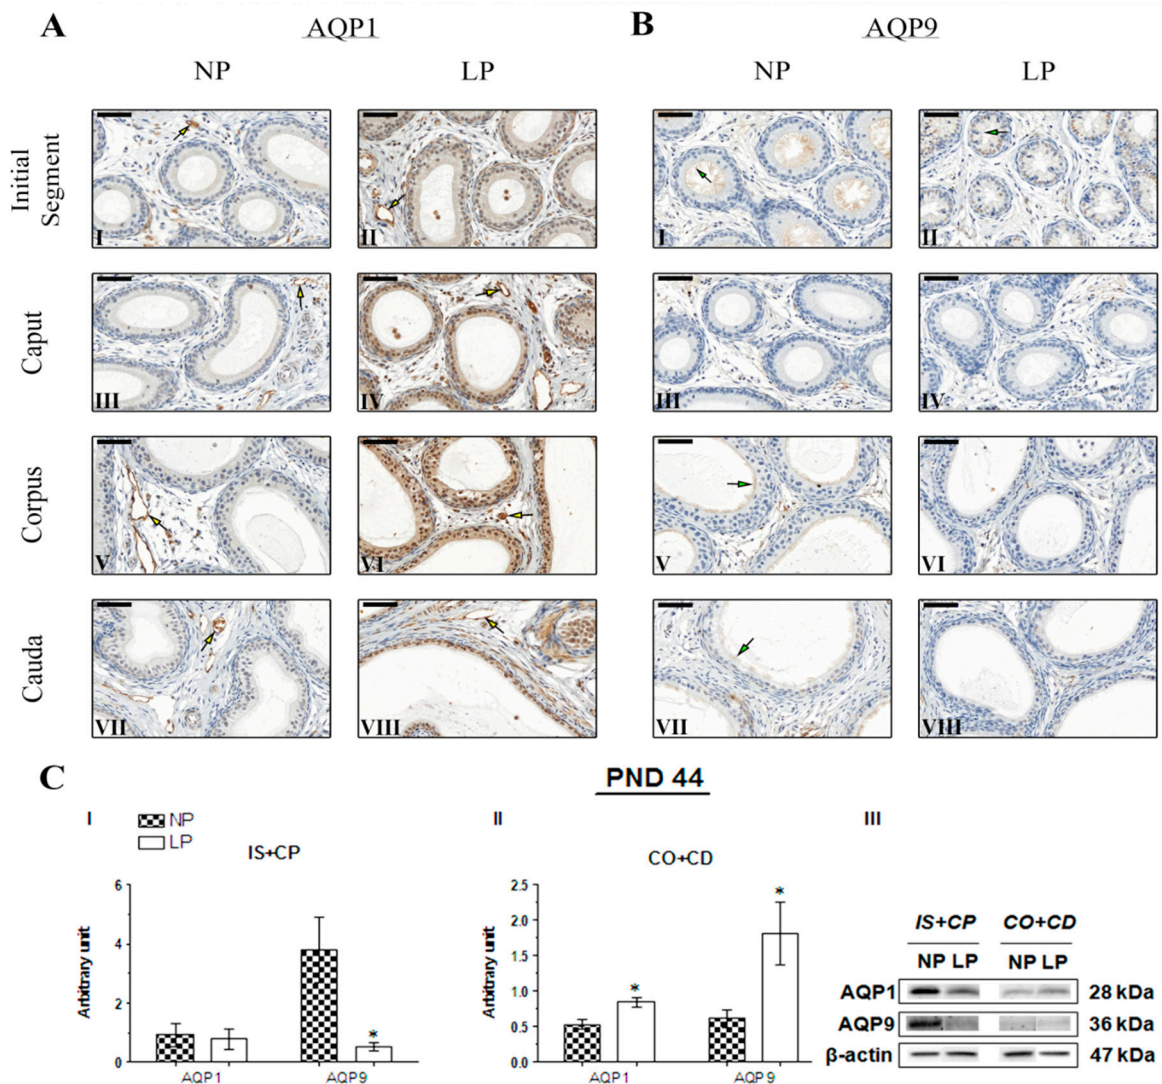 A AQP1 B AQP9
NP LP NP LP
Initial
Segment
I II I II
Caput
III IV III IV
Corpus
V VI V VI
Cauda
VII VIII VII VIII
C PND 44
I II III
NP
LP
IS+CP
CO+CD
Arbitrary unit
6
4
2
0
AQP1 AQP9
*
Arbitrary unit
2.5
2.0
1.5
1.0
0.5
0.0
AQP1 AQP9
*
*
IS+CP CO+CD
NP LP NP LP
AQP1 28 kDa
AQP9 36 kDa
β-actin 47 kDa